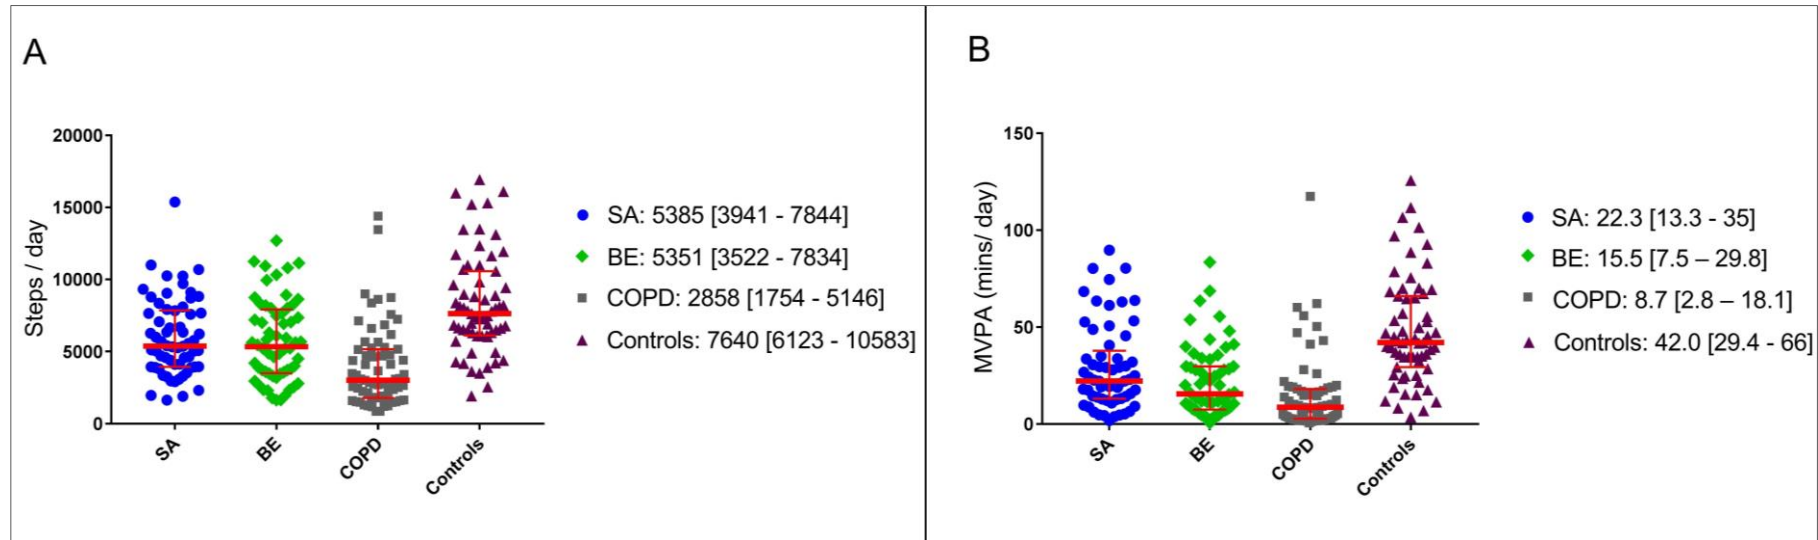 A
20000
15000
10000
5000
0
Steps / day
SA
BE
COPD
Controls
SA: 5385 [3941 - 7844]
BE: 5351 [3522 - 7834]
COPD: 2858 [1754 - 5146]
Controls: 7640 [6123 - 10583]
B
150
100
50
0
MVPA (mins/ day)
SA
BE
COPD
Controls
SA: 22.3 [13.3 - 35]
BE: 15.5 [7.5 – 29.8]
COPD: 8.7 [2.8 – 18.1]
Controls: 42.0 [29.4 - 66]